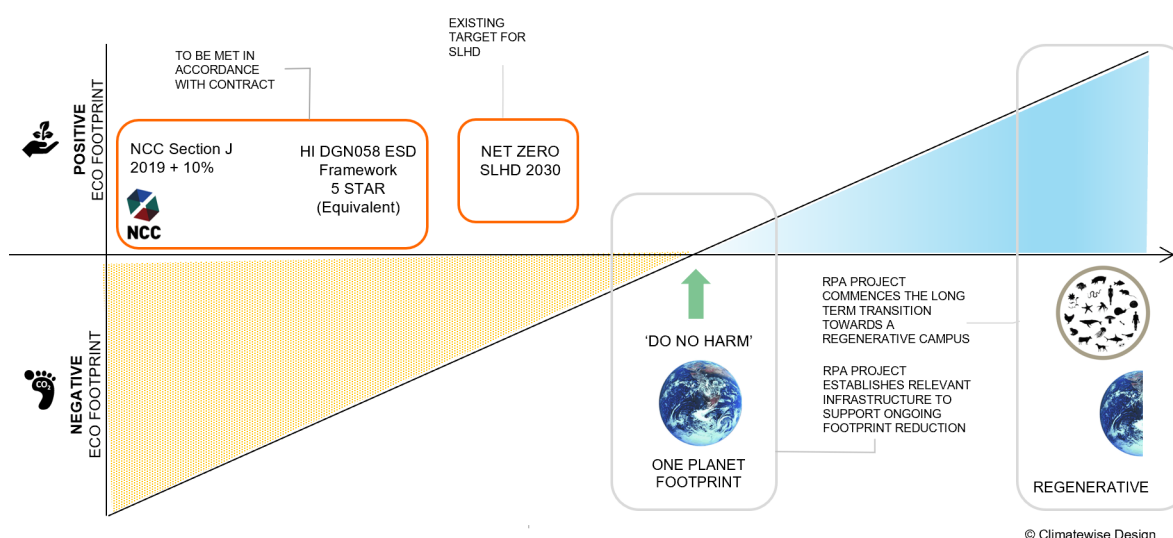 EXISTING
TARGET FOR
SLHD
TO BE MET IN
ACCORDANCE
WITH CONTRACT
POSITIVE
ECO FOOTPRINT
NCC Section J
2019 + 10%
NCC
HI DGN058 ESD
Framework
5 STAR
(Equivalent)
NET ZERO
SLHD 2030
NEGATIVE
ECO FOOTPRINT
CO2
‘DO NO HARM’
ONE PLANET
FOOTPRINT
RPA PROJECT
COMMENCES THE LONG
TERM TRANSITION
TOWARDS A
REGENERATIVE CAMPUS
RPA PROJECT
ESTABLISHES RELEVANT
INFRASTRUCTURE TO
SUPPORT ONGOING
FOOTPRINT REDUCTION
REGENERATIVE
© Climatewise Design